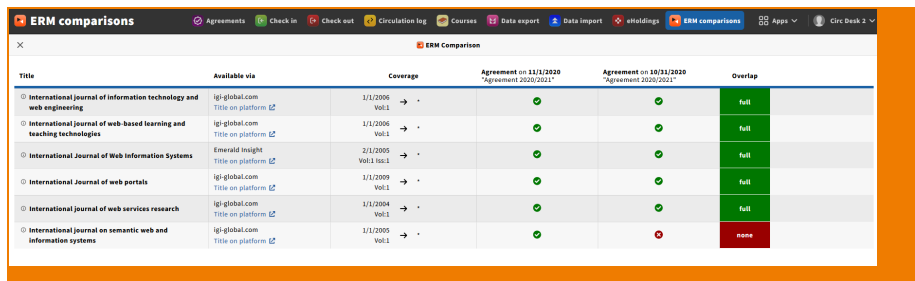 ERM comparisons Agreements Check in Check out Circulation log Courses Data export Data import eHoldings ERM comparisons Apps Circ Desk 2
ERM Comparison
Title Available via Coverage Agreement on 11/1/2020 "Agreement 2020/2021" Agreement on 10/31/2020 "Agreement 2020/2021" Overlap
International journal of information technology and igi-global.com 1/1/2006 → * full
web engineering Title on platform Vol:1
International journal of web-based learning and igi-global.com 1/1/2006 → * full
teaching technologies Title on platform Vol:1
International Journal of Web Information Systems Emerald Insight 2/1/2005 → * full
Title on platform Vol:1 Iss:1
International Journal of web portals igi-global.com 1/1/2009 → * full
Title on platform Vol:1
International journal of web services research igi-global.com 1/1/2004 → * full
Title on platform Vol:1
International journal on semantic web and igi-global.com 1/1/2005 → * none
information systems Title on platform Vol:1